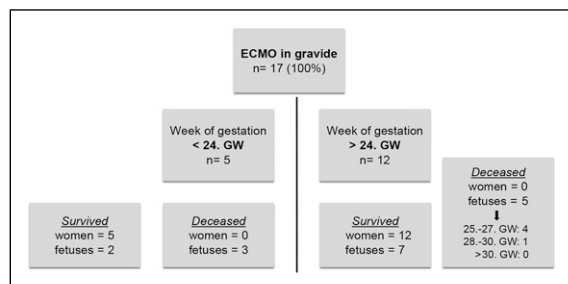 ECMO in gravide
n= 17 (100%)
Week of gestation
< 24. GW
n= 5
Week of gestation
> 24. GW
n= 12
Survived
women = 5
fetuses = 2
Deceased
women = 0
fetuses = 3
Survived
women = 12
fetuses = 7
Deceased
women = 0
fetuses = 5
25.-27. GW: 4
28.-30. GW: 1
>30. GW: 0